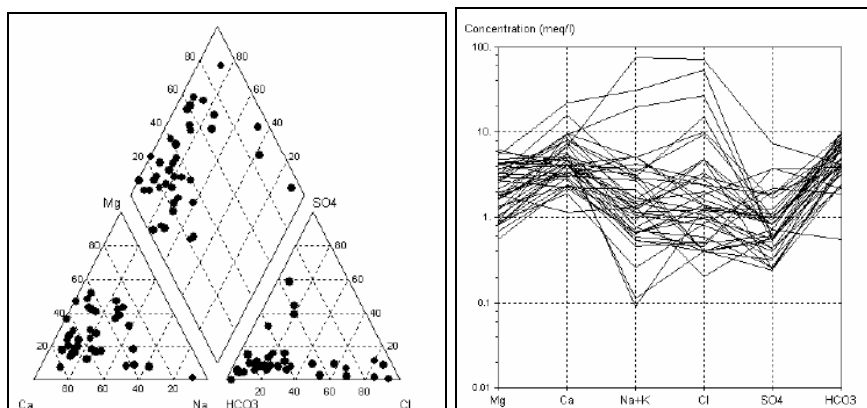 80 80
60 60
40 40
20 20
Mg SO4
80 80
60 60
40 40
20 20
80 60 40 20 20 40 60 80
Ca Na HCO3 Cl
Concentration (meq/l)
100.
10.
1.0
0.1
0.01
Mg Ca Na+K Cl SO4 HCO3